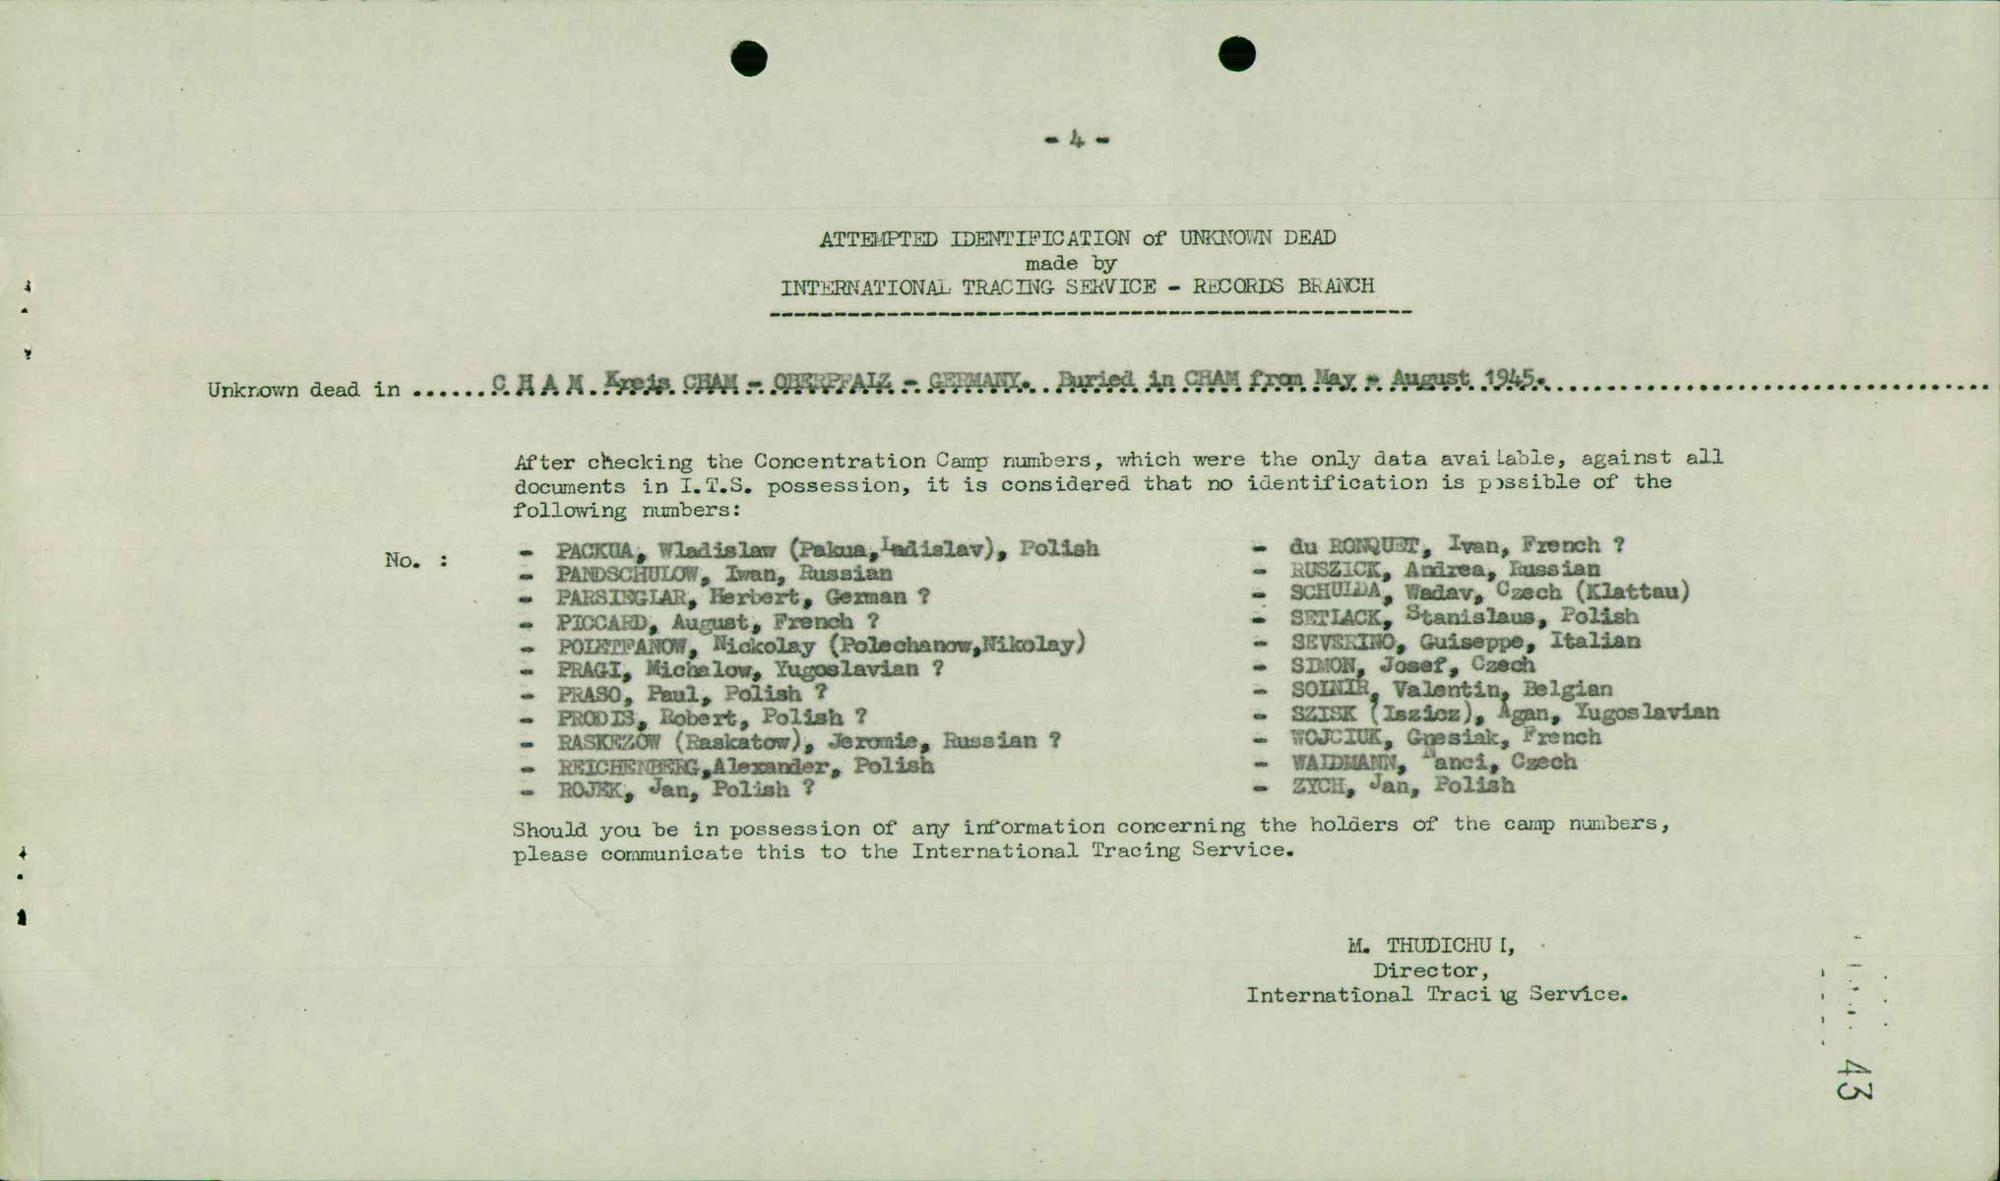 - 4 -
ATTEMPTED IDENTIFICATION of UNKNOWN DEAD
made by
INTERNATIONAL TRACING SERVICE - RECORDS BRANCH
Unknown dead in ...... C H A M. Kreis CHAM - OBERPFALZ - GERMANY. Buried in CHAM from May - August 1945.
After checking the Concentration Camp numbers, which were the only data available, against all
documents in I.T.S. possession, it is considered that no identification is possible of the
following numbers:
No. :
- PACKUA, Wladislaw (Pakua, Ladislav), Polish
- PANDSCHULOW, Iwan, Russian
- PARSINGLAR, Herbert, German ?
- PICCARD, August, French ?
- POLETFANOW, Nickolay (Polechanow,Nikolay)
- PRAGI, Michalow, Yugoslavian ?
- PRASO, Paul, Polish ?
- PRODIS, Robert, Polish ?
- RASKEZOW (Raskatow), Jeromie, Russian ?
- REICHENBERG,Alexander, Polish
- ROJEK, Jan, Polish ?
- du RONQUET, Ivan, French ?
- RUSZICK, Andrea, Russian
- SCHULDA, Wadav, Czech (Klattau)
- SETLACK, Stanislaus, Polish
- SEVERINO, Guiseppe, Italian
- SIMON, Josef, Czech
- SOINIR, Valentin, Belgian
- SZISK (Iszicz), Agan, Yugoslavian
- WOJCIUK, Gnesiak, French
- WAIDMANN, Czech
- ZYCH, Jan, Polish
Should you be in possession of any information concerning the holders of the camp numbers,
please communicate this to the International Tracing Service.
M. THUDICHUM,
Director,
International Tracing Service.
43